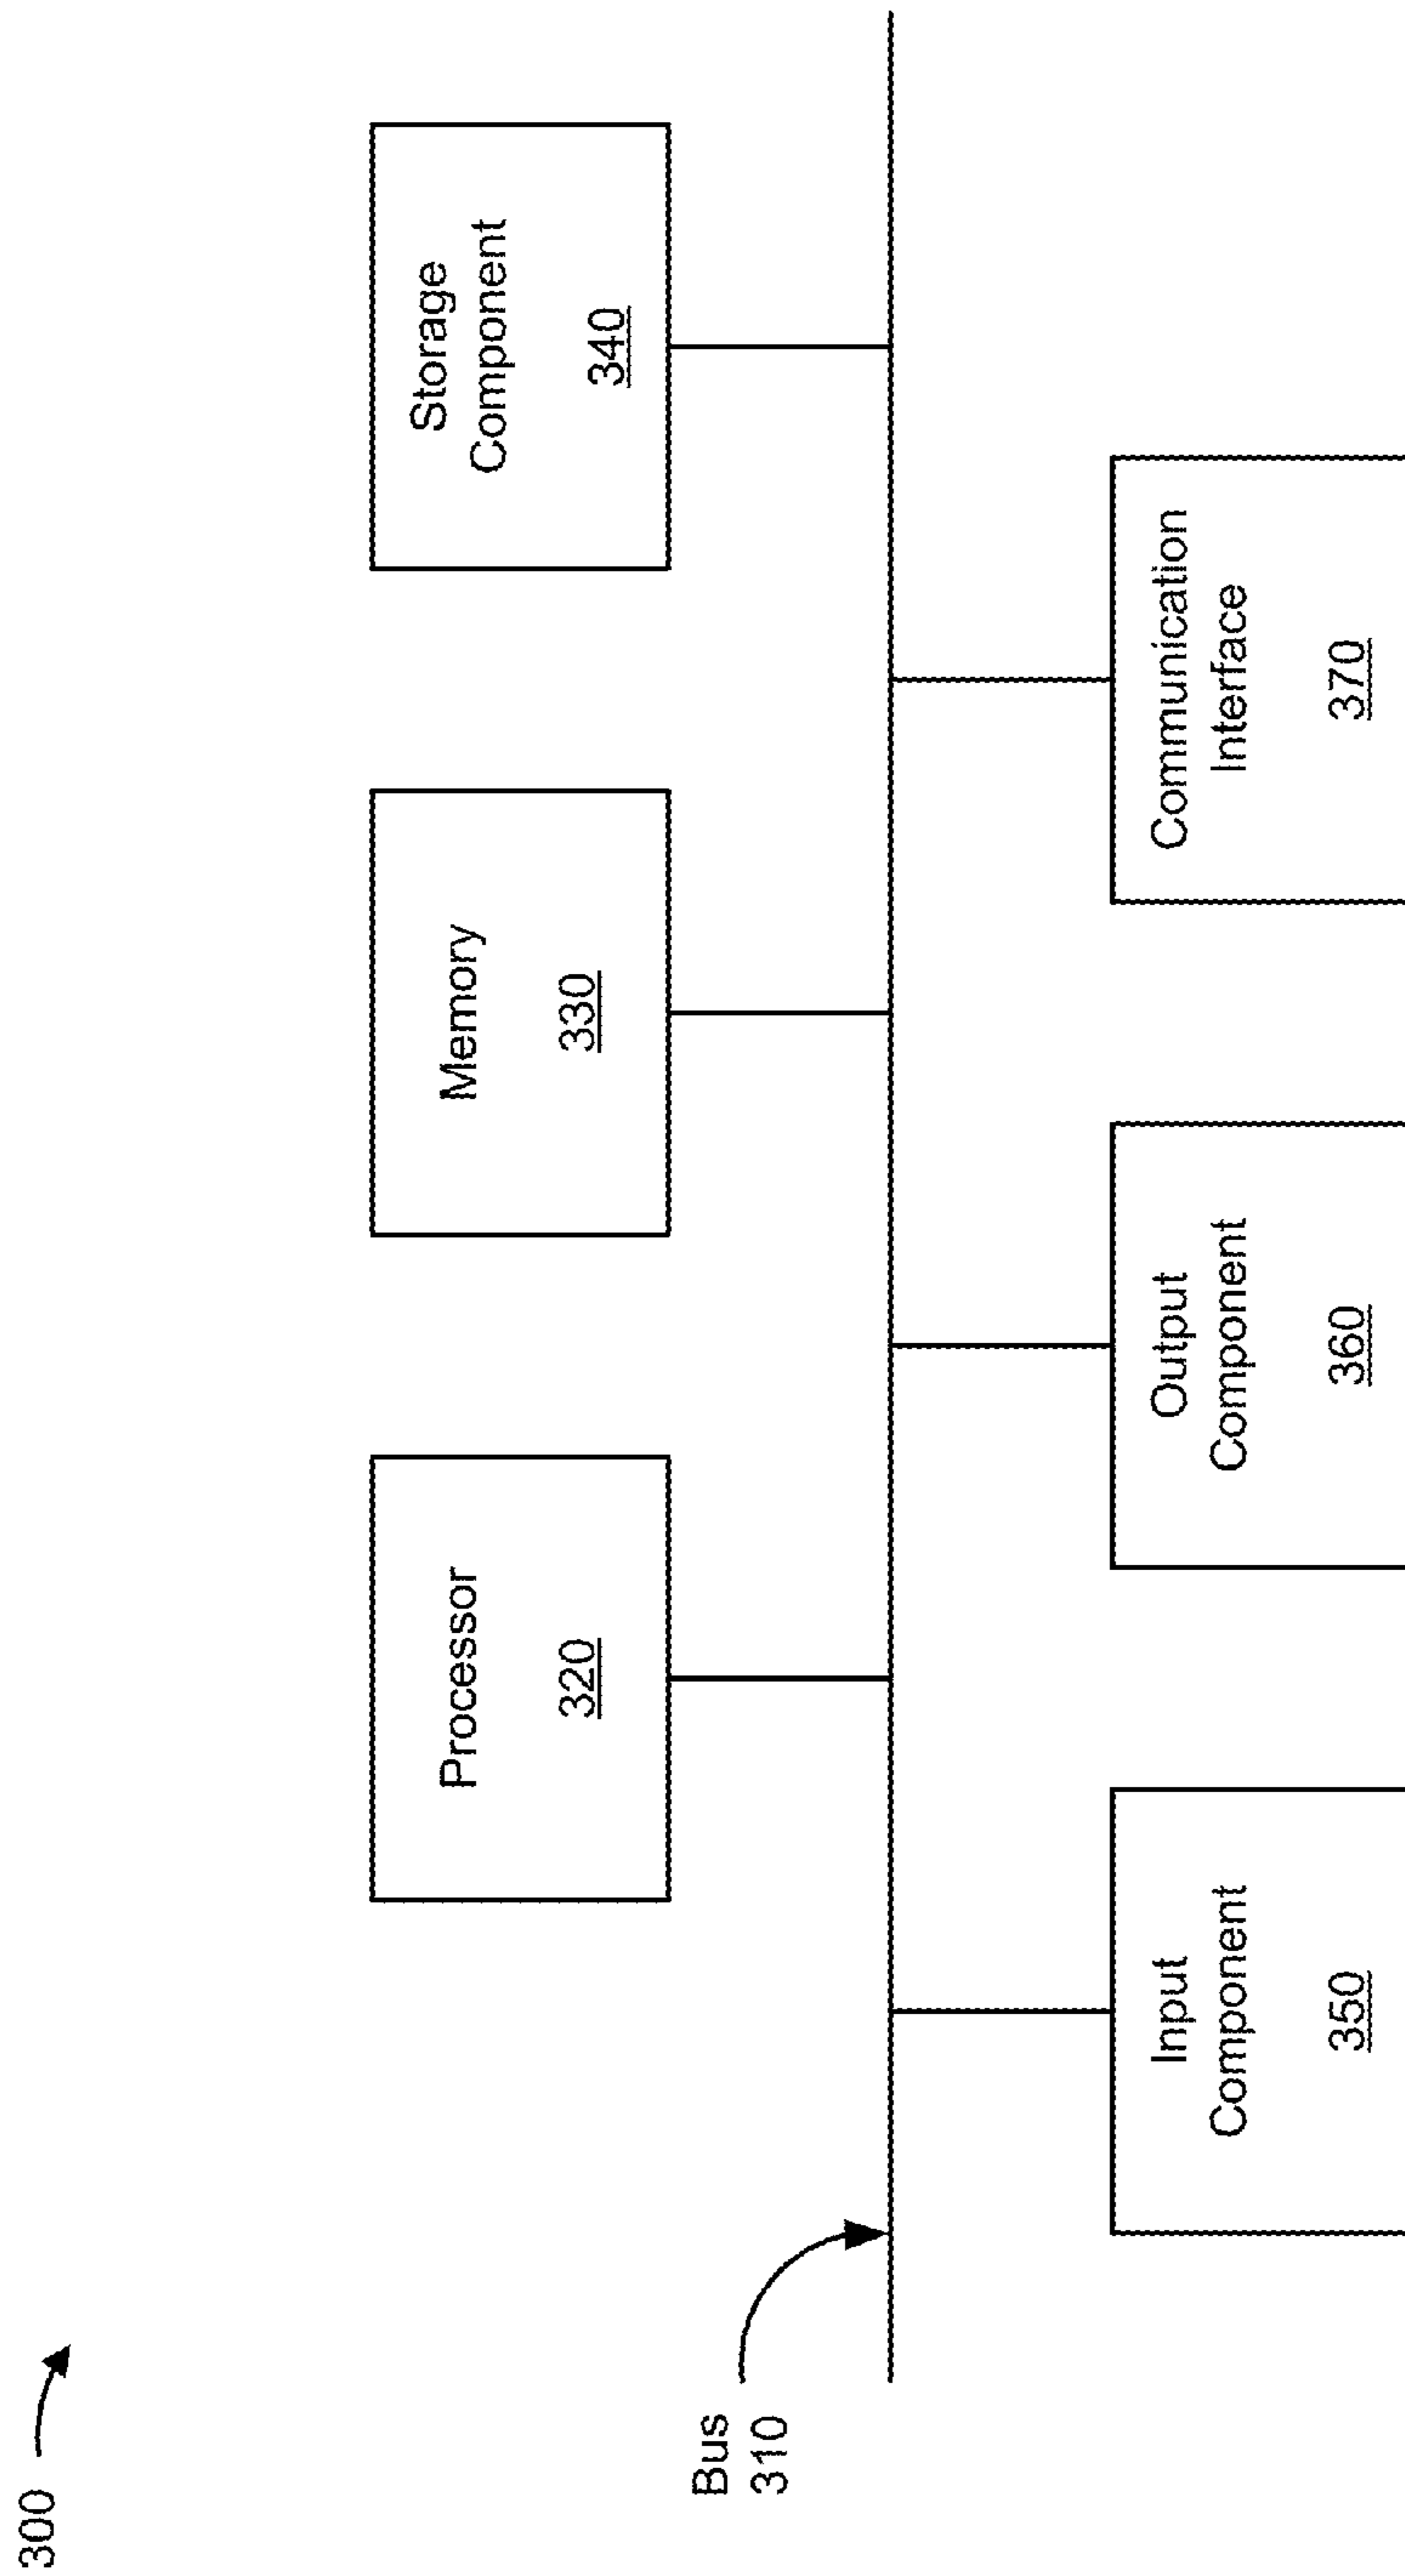 300
Processor
320
Memory
330
Storage
Component
340
Bus
310
Input
Component
350
Output
Component
360
Communication
Interface
370